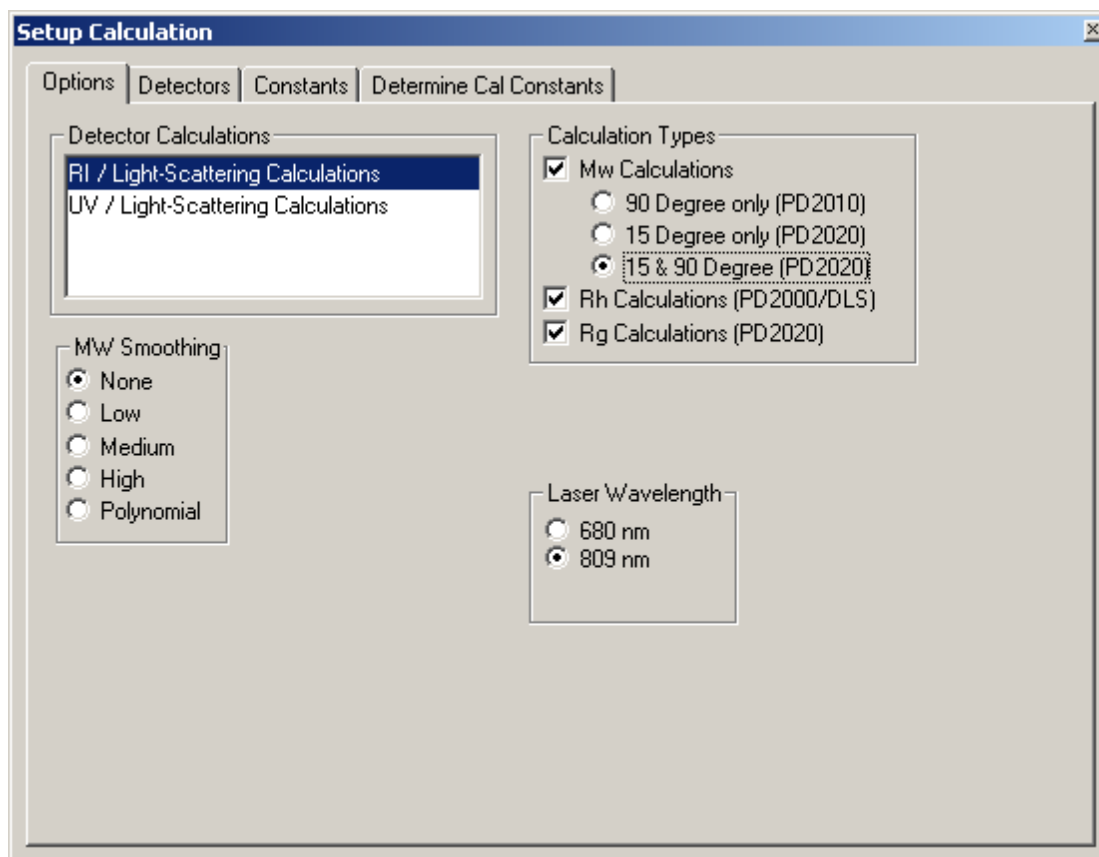 Setup Calculation
Options
Detectors
Constants
Determine Cal Constants
Detector Calculations
RI / Light-Scattering Calculations
UV / Light-Scattering Calculations
Calculation Types
Mw Calculations
90 Degree only (PD2010)
15 Degree only (PD2020)
15 & 90 Degree (PD2020)
Rh Calculations (PD2000/DLS)
Rg Calculations (PD2020)
MW Smoothing
None
Low
Medium
High
Polynomial
Laser Wavelength
680 nm
809 nm